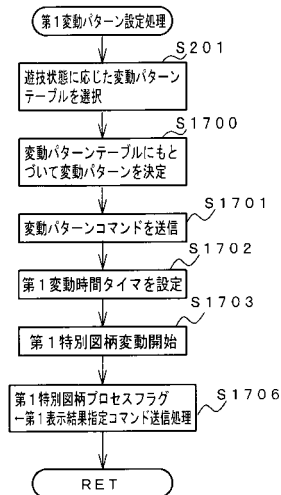 第1変動パターン設定処理
S201
遊技状態に応じた変動パターン
テーブルを選択
S1700
変動パターンテーブルにもと
づいて変動パターンを決定
S1701
変動パターンコマンドを送信
S1702
第1変動時間タイマを設定
S1703
第1特別図柄変動開始
第1特別図柄プロセスフラグ
←第1表示結果指定コマンド送信処理
S1706
RET